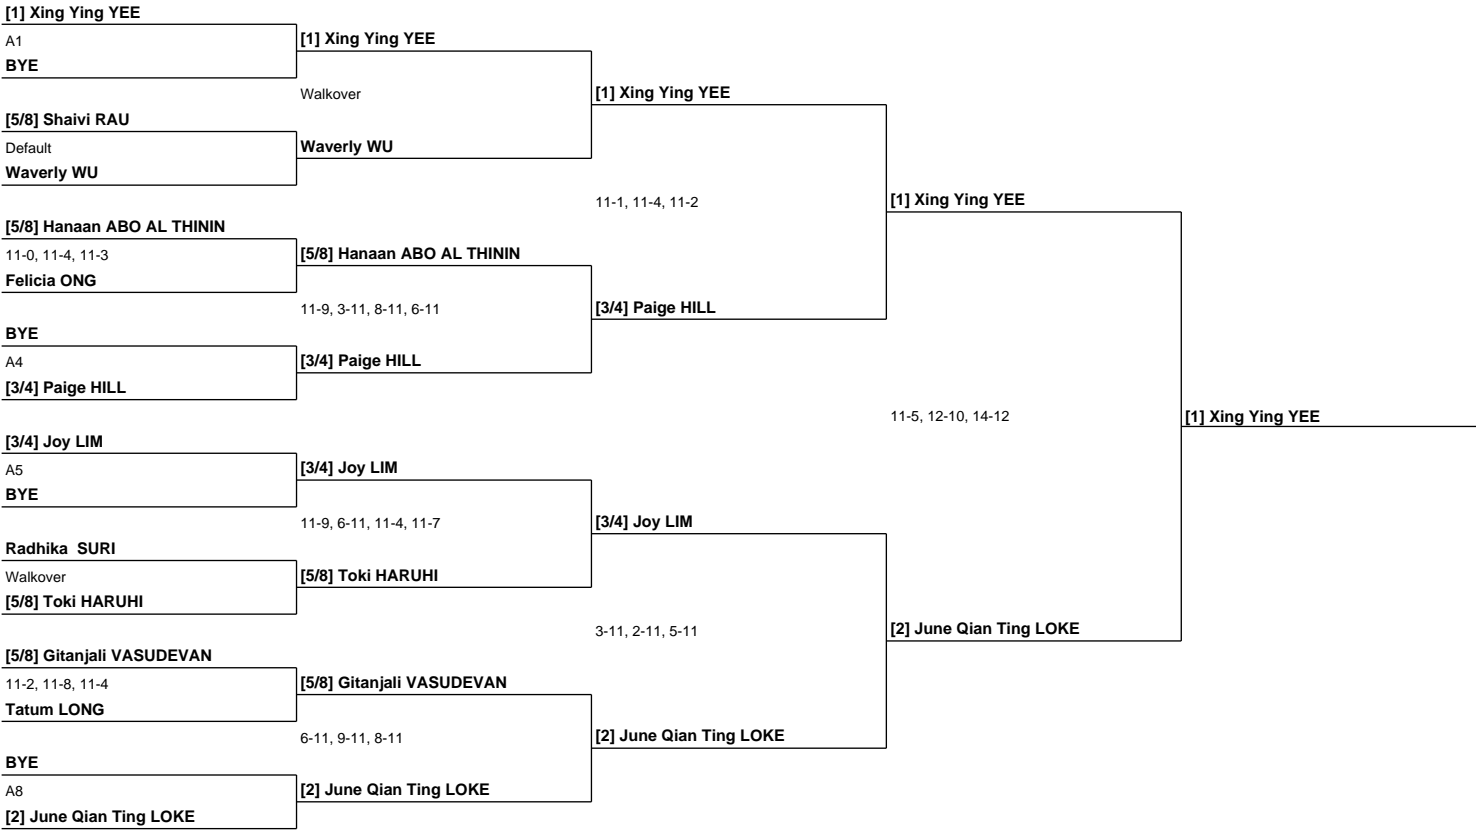 [1] Xing Ying YEE
A1
BYE
[5/8] Shaivi RAU
Default
Waverly WU
[5/8] Hanaan ABO AL THININ
11-0, 11-4, 11-3
Felicia ONG
BYE
A4
[3/4] Paige HILL
[3/4] Joy LIM
A5
BYE
Radhika  SURI
Walkover
[5/8] Toki HARUHI
[5/8] Gitanjali VASUDEVAN
11-2, 11-8, 11-4
Tatum LONG
BYE
A8
[2] June Qian Ting LOKE
[1] Xing Ying YEE
Walkover
Waverly WU
[5/8] Hanaan ABO AL THININ
11-9, 3-11, 8-11, 6-11
[3/4] Paige HILL
[3/4] Joy LIM
11-9, 6-11, 11-4, 11-7
[5/8] Toki HARUHI
[5/8] Gitanjali VASUDEVAN
6-11, 9-11, 8-11
[2] June Qian Ting LOKE
[1] Xing Ying YEE
11-1, 11-4, 11-2
[3/4] Paige HILL
[3/4] Joy LIM
3-11, 2-11, 5-11
[2] June Qian Ting LOKE
[1] Xing Ying YEE
11-5, 12-10, 14-12
[2] June Qian Ting LOKE
[1] Xing Ying YEE